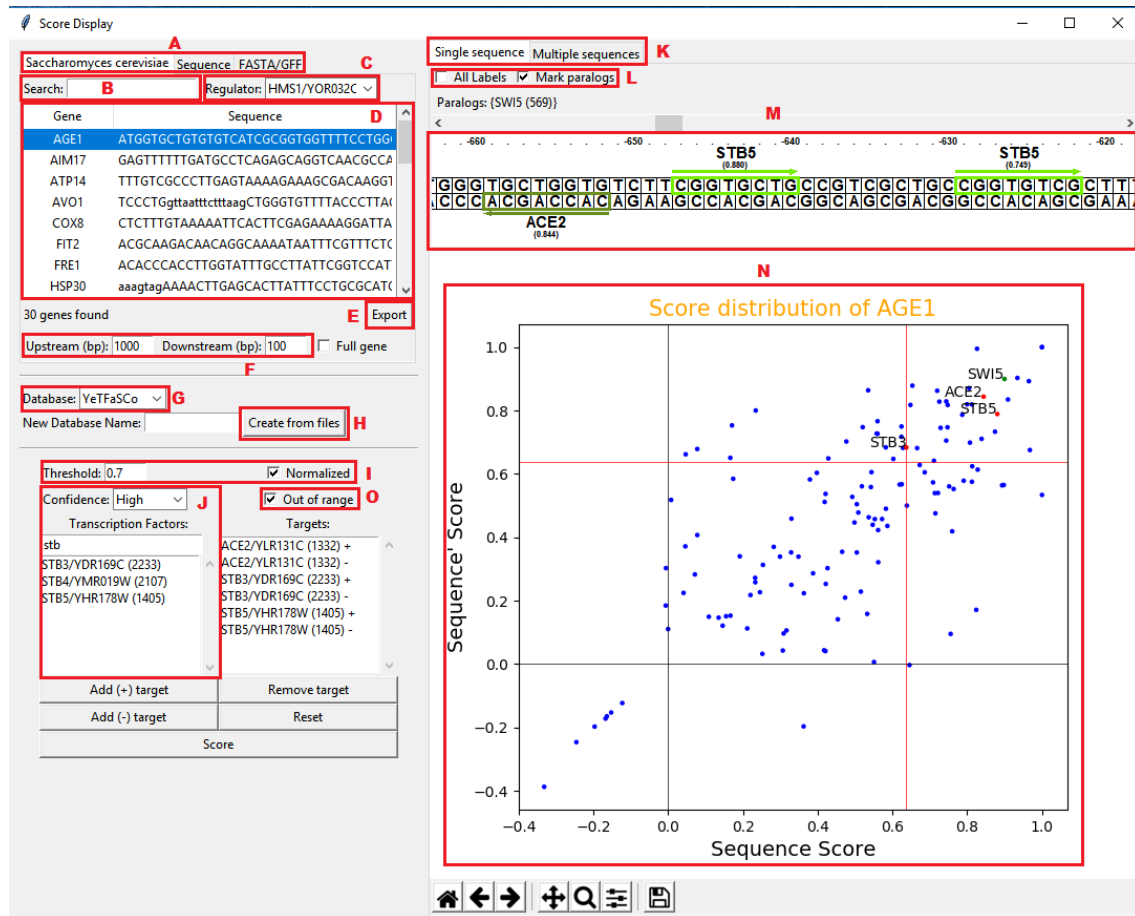 Score Display
A
Saccharomyces cerevisiae Sequence FASTA/GFF
C
Search: B Regulator: HMS1/YOR032C
Gene Sequence D
AGE1 ATGGTGCTGTGTGTCATCGCGGTGGTTTTCCTGG
AIM17 GAGTTTTTTGATGCCTCAGAGCAGGTCAACGCCA
ATP14 TTTGTCGCCCTTGAGTAAAAGAAAGCGACAAGGT
AVO1 TCCCTGgttaatttctttaagCTGGGTGTTTTACCCTTA
COX8 CTCTTTGTAAAAATTCACTTCGAGAAAAGGATTA
FIT2 ACGCAAGACAACAGGCAAAATAATTTCGTTTCTC
FRE1 ACACCCACCTTGGTATTTGCCTTATTCGGTCCAT
HSP30 aaagtagAAAACTTGAGCACTTATTTCCTGCGCAT
30 genes found E Export
Upstream (bp): 1000 Downstream (bp): 100 Full gene
F
Database: YeTFaSCo G
New Database Name: Create from files H
Threshold: 0.7 Normalized I
Confidence: High J Out of range O
Transcription Factors: Targets:
stb
STB3/YDR169C (2233)
STB4/YMR019W (2107)
STB5/YHR178W (1405)
ACE2/YLR131C (1332) +
ACE2/YLR131C (1332) -
STB3/YDR169C (2233) +
STB3/YDR169C (2233) -
STB5/YHR178W (1405) +
STB5/YHR178W (1405) -
Add (+) target Remove target
Add (-) target Reset
Score
Single sequence Multiple sequences K
All Labels Mark paralogs L
Paralogs: {SWI5 (569)}
M
-660 -650 -640 -630 -620
STB5 STB5
(0.880) (0.749)
GGGTGCTGGTGTCTTCGGTGCTGCCGTCGCTGCCGGTGTCGCTTT
ACCCACGACCACAGAAGCCACGACGGCAGCGACGGCCACAGCGAAA
ACE2
(0.844)
N
Score distribution of AGE1
1.0
0.8
0.6
0.4
0.2
0.0
−0.2
−0.4
SWI5
ACE2
STB5
STB3
Sequence' Score
−0.4 −0.2 0.0 0.2 0.4 0.6 0.8 1.0
Sequence Score